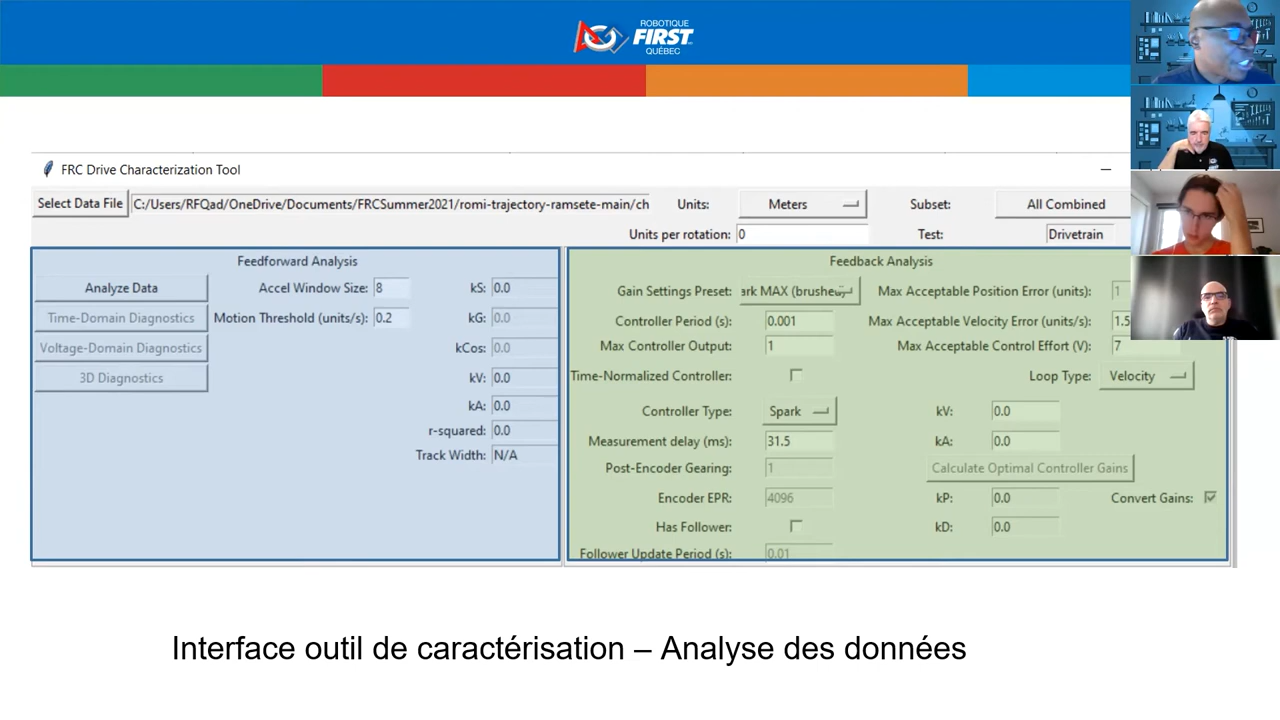 ROBOTIQUE
FIRST
QUÉBEC
FRC Drive Characterization Tool
Select Data File C:/Users/RFQad/OneDrive/Documents/FRCSummer2021/romi-trajectory-ramsete-main/ch Units: Meters Subset: All Combined
Units per rotation: 0 Test: Drivetrain
Feedforward Analysis
Analyze Data Accel Window Size: 8 kS: 0.0
Time-Domain Diagnostics Motion Threshold (units/s): 0.2 kG: 0.0
Voltage-Domain Diagnostics kCos: 0.0
3D Diagnostics kV: 0.0
kA: 0.0
r-squared: 0.0
Track Width: N/A
Feedback Analysis
Gain Settings Preset: ark MAX (brushed) Max Acceptable Position Error (units): 1
Controller Period (s): 0.001 Max Acceptable Velocity Error (units/s): 1.5
Max Controller Output: 1 Max Acceptable Control Effort (V): 7
Time-Normalized Controller: Loop Type: Velocity
Controller Type: Spark kV: 0.0
Measurement delay (ms): 31.5 kA: 0.0
Post-Encoder Gearing: 1 Calculate Optimal Controller Gains
Encoder EPR: 4096 kP: 0.0 Convert Gains:
Has Follower: kD: 0.0
Follower Update Period (s): 0.01
Interface outil de caractérisation – Analyse des données